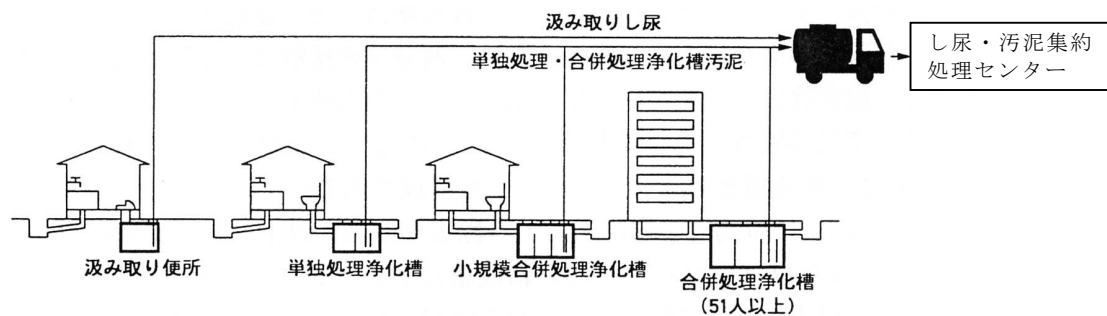 汲み取りし尿
単独処理・合併処理浄化槽汚泥
し尿・汚泥集約
処理センター
汲み取り便所
単独処理浄化槽
小規模合併処理浄化槽
合併処理浄化槽
(51人以上)